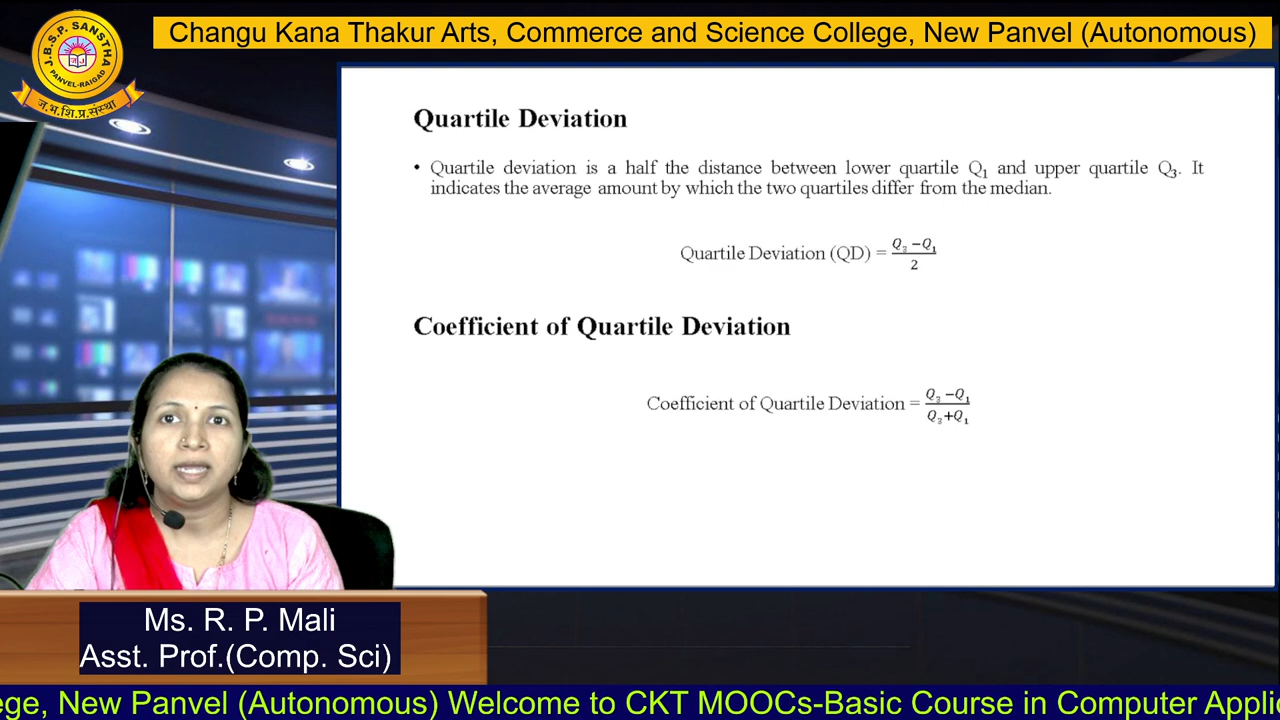 Changu Kana Thakur Arts, Commerce and Science College, New Panvel (Autonomous)
J.B.S.P. SANSTHA
PANVEL-RAIGAD
ज.भ.शि.प्र.संस्था
Quartile Deviation
• Quartile deviation is a half the distance between lower quartile Q₁ and upper quartile Q₃. It
indicates the average amount by which the two quartiles differ from the median.
Quartile Deviation (QD) = (Q₃ −Q₁)/2
Coefficient of Quartile Deviation
Coefficient of Quartile Deviation = (Q₃ −Q₁)/(Q₃+Q₁)
Ms. R. P. Mali
Asst. Prof.(Comp. Sci)
ege, New Panvel (Autonomous) Welcome to CKT MOOCs-Basic Course in Computer Applic